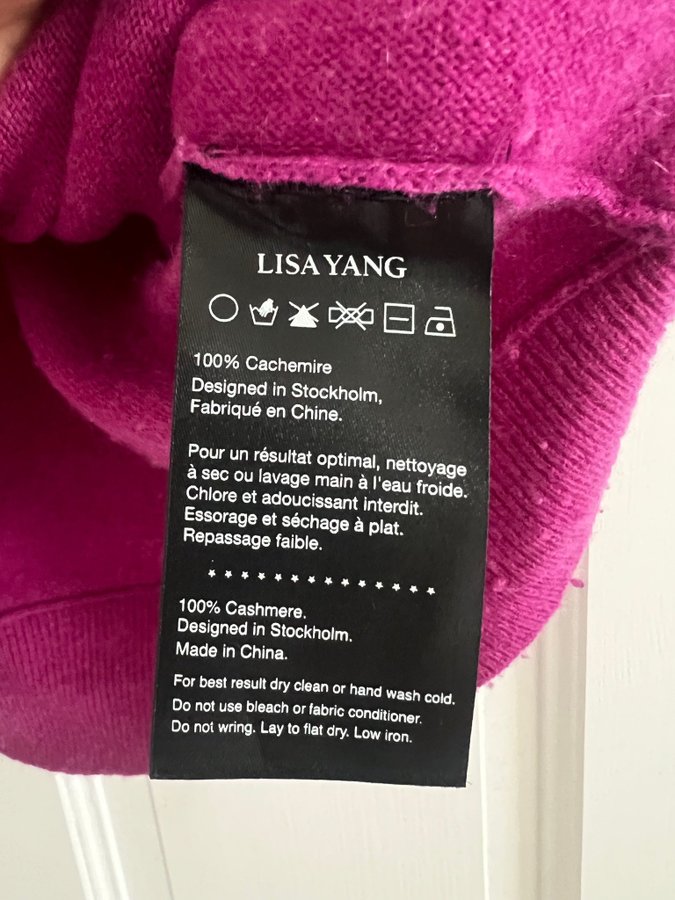 LISA YANG
100% Cachemire
Designed in Stockholm,
Fabriqué en Chine.
Pour un résultat optimal, nettoyage
à sec ou lavage main à l'eau froide.
Chlore et adoucissant interdit.
Essorage et séchage à plat.
Repassage faible.
100% Cashmere.
Designed in Stockholm.
Made in China.
For best result dry clean or hand wash cold.
Do not use bleach or fabric conditioner.
Do not wring. Lay to flat dry. Low iron.